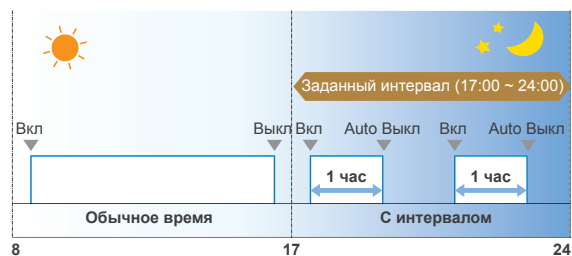 Заданный интервал (17:00 ~ 24:00)
Вкл Выкл Вкл Auto Выкл Вкл Auto Выкл
1 час 1 час
Обычное время С интервалом
8 17 24